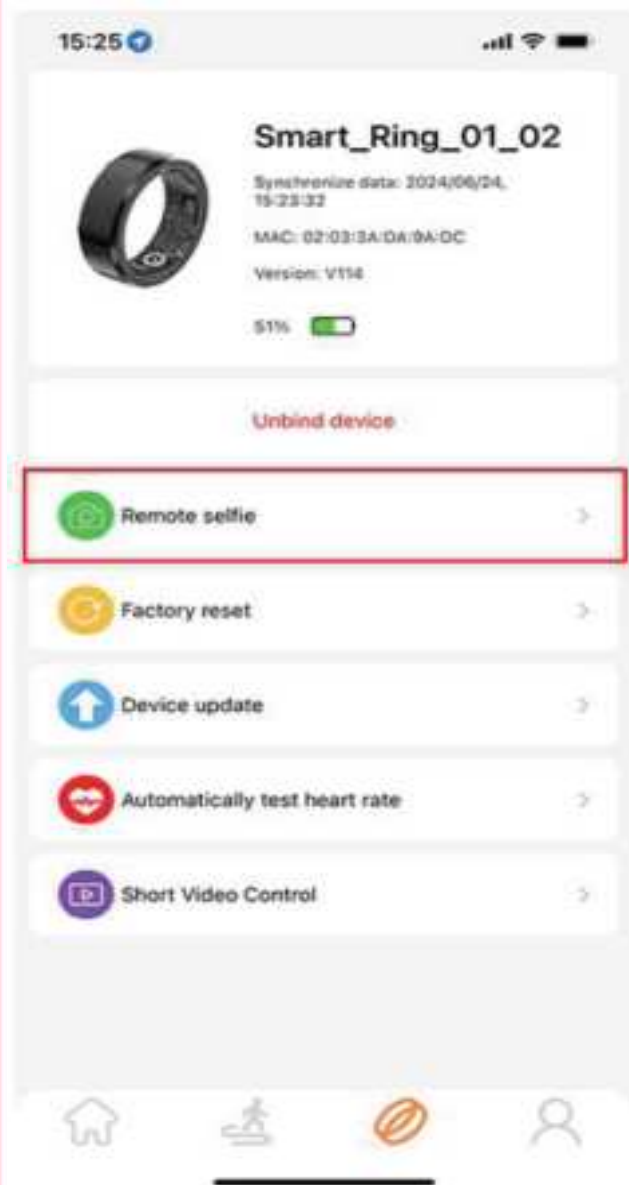 15:25
Smart_Ring_01_02
Synchronize data: 2024/06/24,
15:23:32
MAC: 02:03:3A:DA:9A:DC
Version: V114
51%
Unbind device
Remote selfie
Factory reset
Device update
Automatically test heart rate
Short Video Control